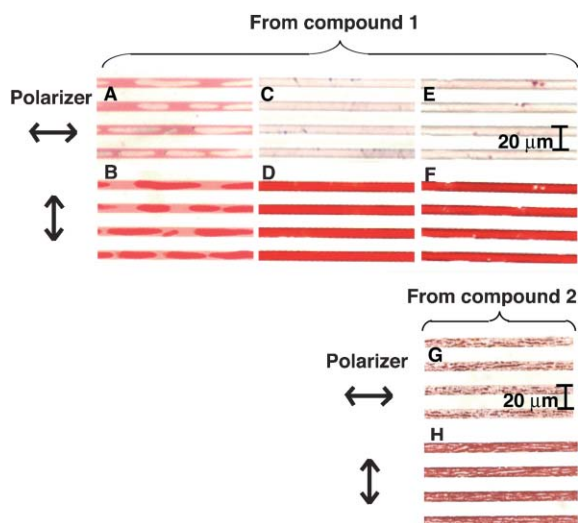 From compound 1
Polarizer
A
C
E
20 μm
B
D
F
From compound 2
Polarizer
G
20 μm
H